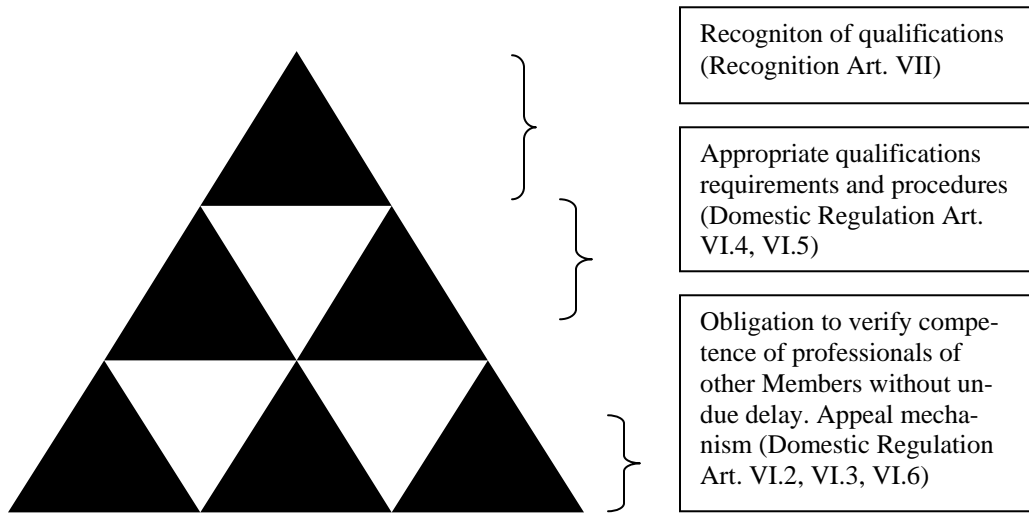 Recogniton of qualifications
(Recognition Art. VII)
Appropriate qualifications
requirements and procedures
(Domestic Regulation Art.
VI.4, VI.5)
Obligation to verify compe-
tence of professionals of
other Members without un-
due delay. Appeal mecha-
nism (Domestic Regulation
Art. VI.2, VI.3, VI.6)